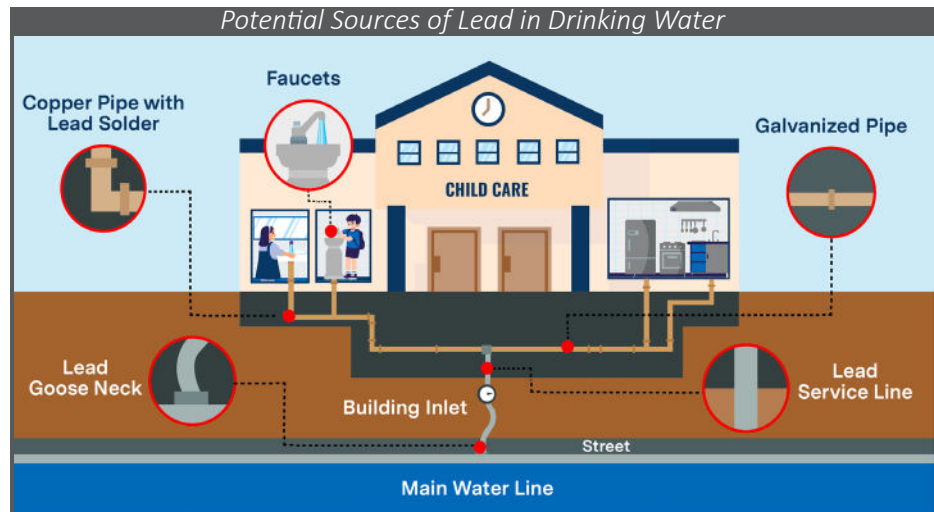 Potential Sources of Lead in Drinking Water
Faucets
Copper Pipe with
Lead Solder
Galvanized Pipe
CHILD CARE
Lead
Goose Neck
Building Inlet
Lead
Service Line
Street
Main Water Line